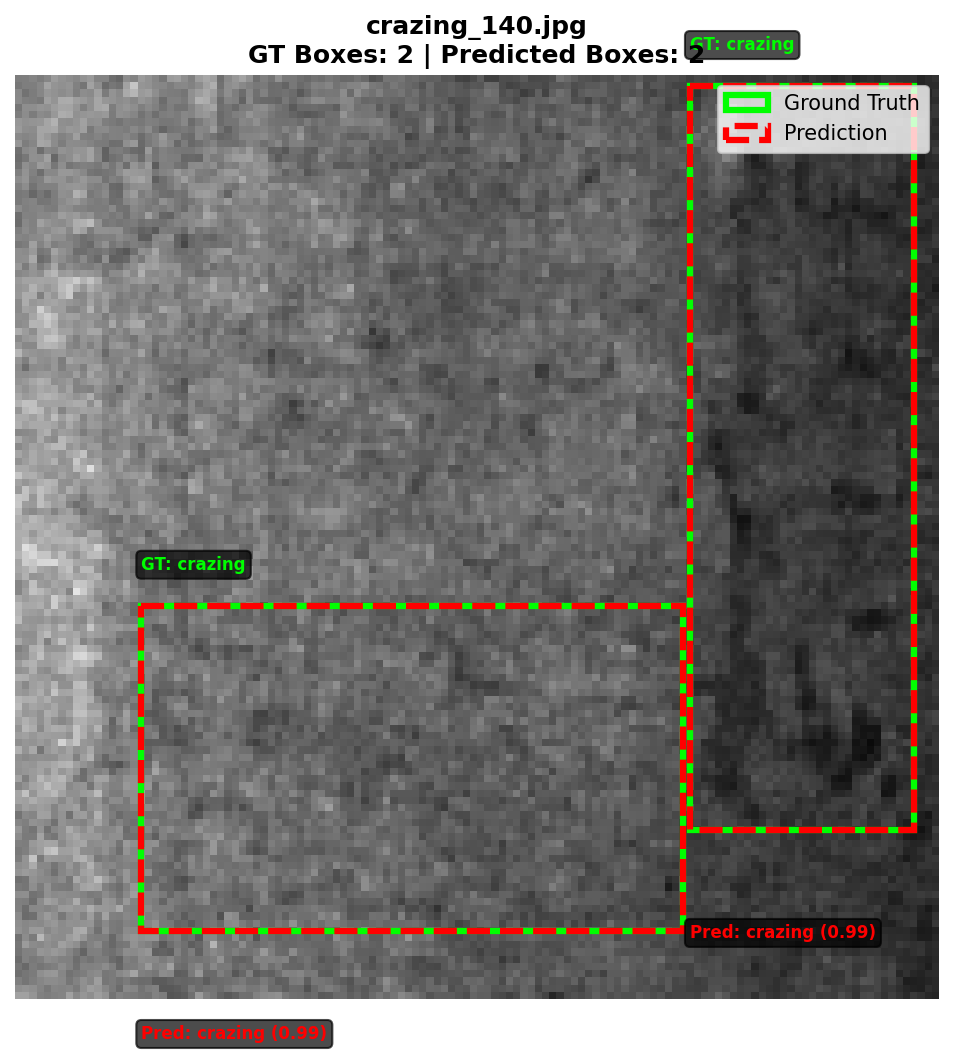 crazing_140.jpg
GT Boxes: 2 | Predicted Boxes: 2
GT: crazing
Ground Truth
Prediction
GT: crazing
Pred: crazing (0.99)
Pred: crazing (0.99)